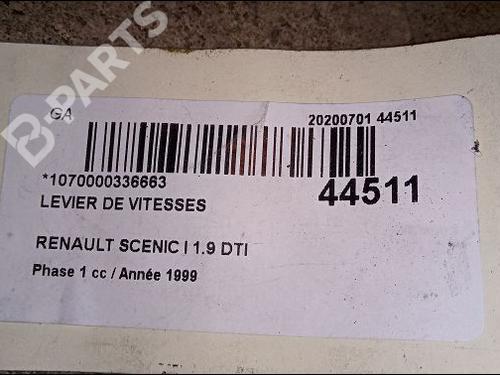 GA
20200701 44511
*1070000336663
44511
LEVIER DE VITESSES
RENAULT SCENIC I 1.9 DTI
Phase 1 cc / Année 1999
B-PARTS